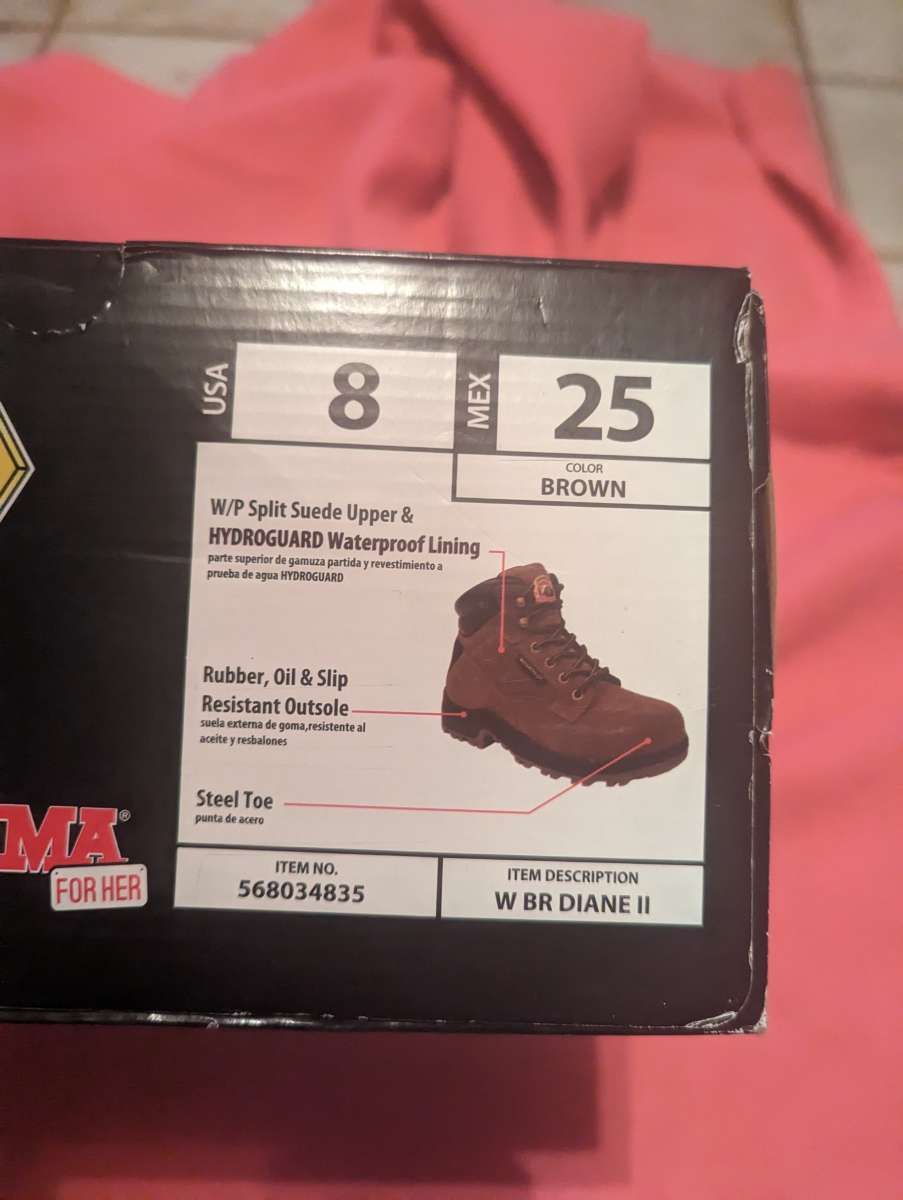 USA
8
MEX
25
COLOR
BROWN
W/P Split Suede Upper &
HYDROGUARD Waterproof Lining
parte superior de gamuza partida y revestimiento a
prueba de agua HYDROGUARD
Rubber, Oil & Slip
Resistant Outsole
suela externa de goma,resistente al
aceite y resbalones
Steel Toe
punta de acero
MA®
FOR HER
ITEM NO.
568034835
ITEM DESCRIPTION
W BR DIANE II